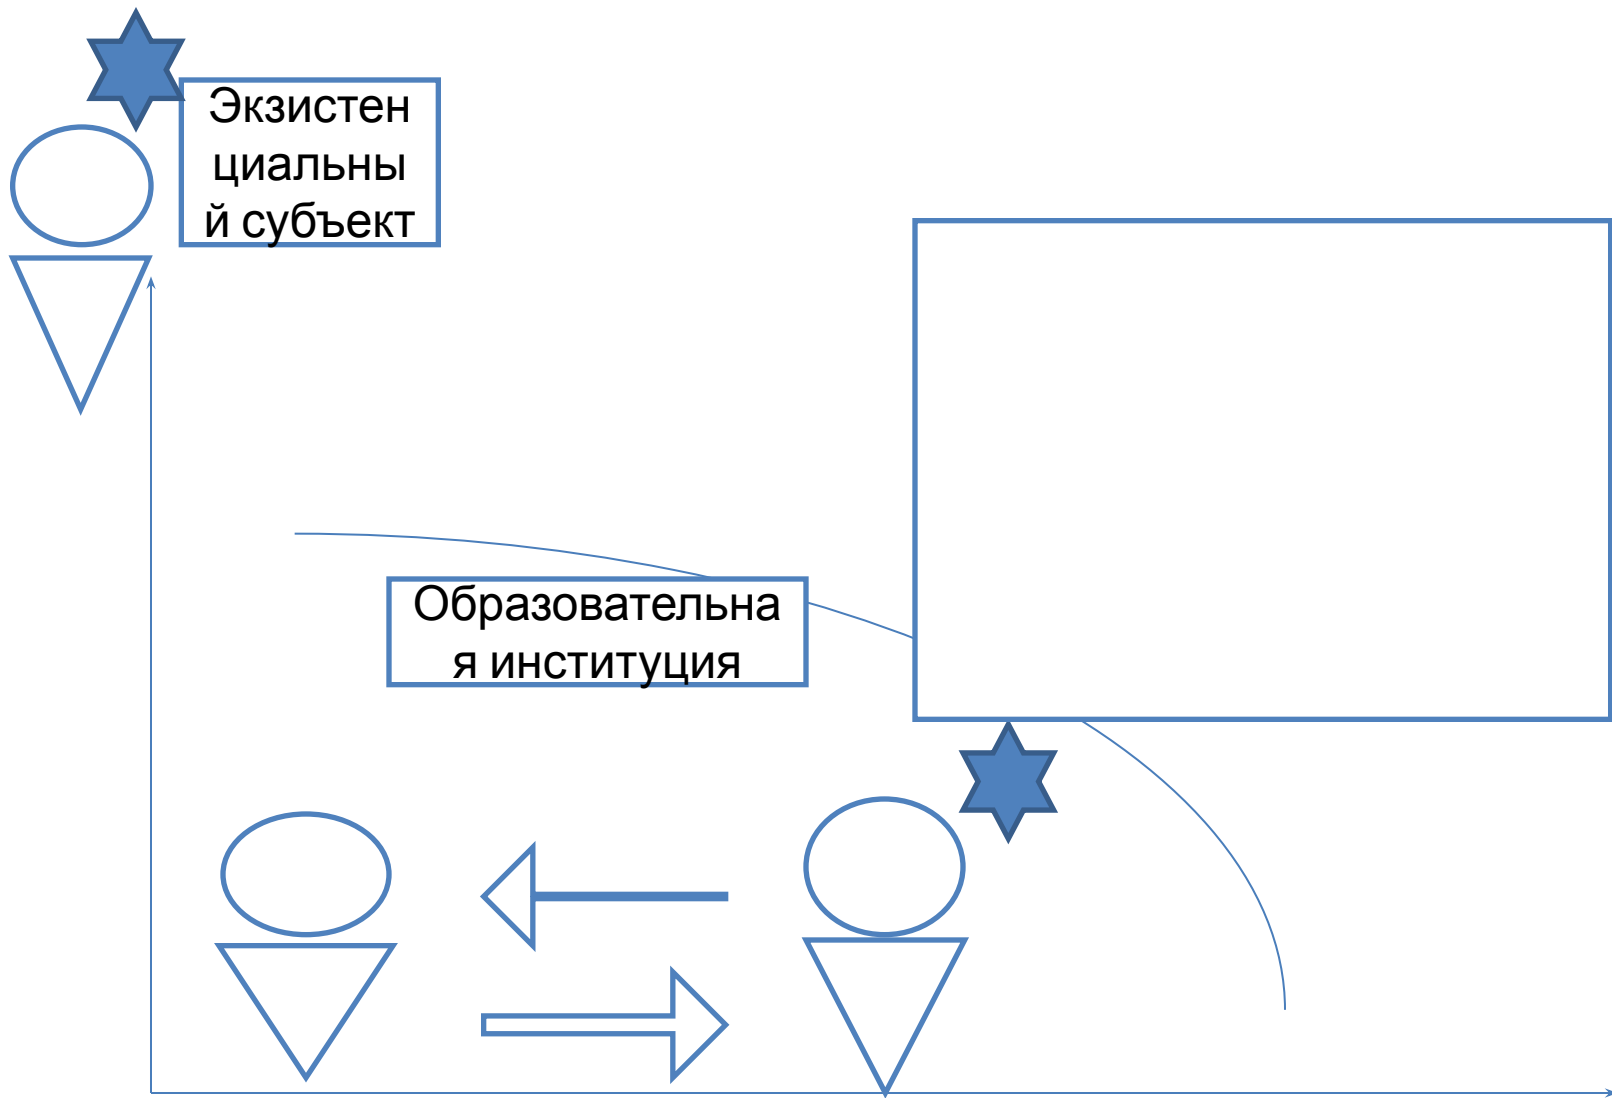 Экзистен
циальны
й субъект
Образовательна
я институция